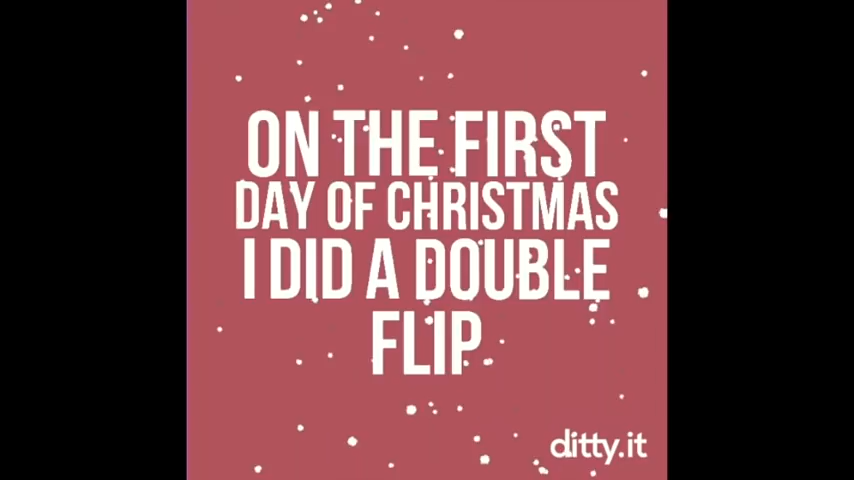 ON THE FIRST
DAY OF CHRISTMAS
I DID A DOUBLE
FLIP
ditty.it